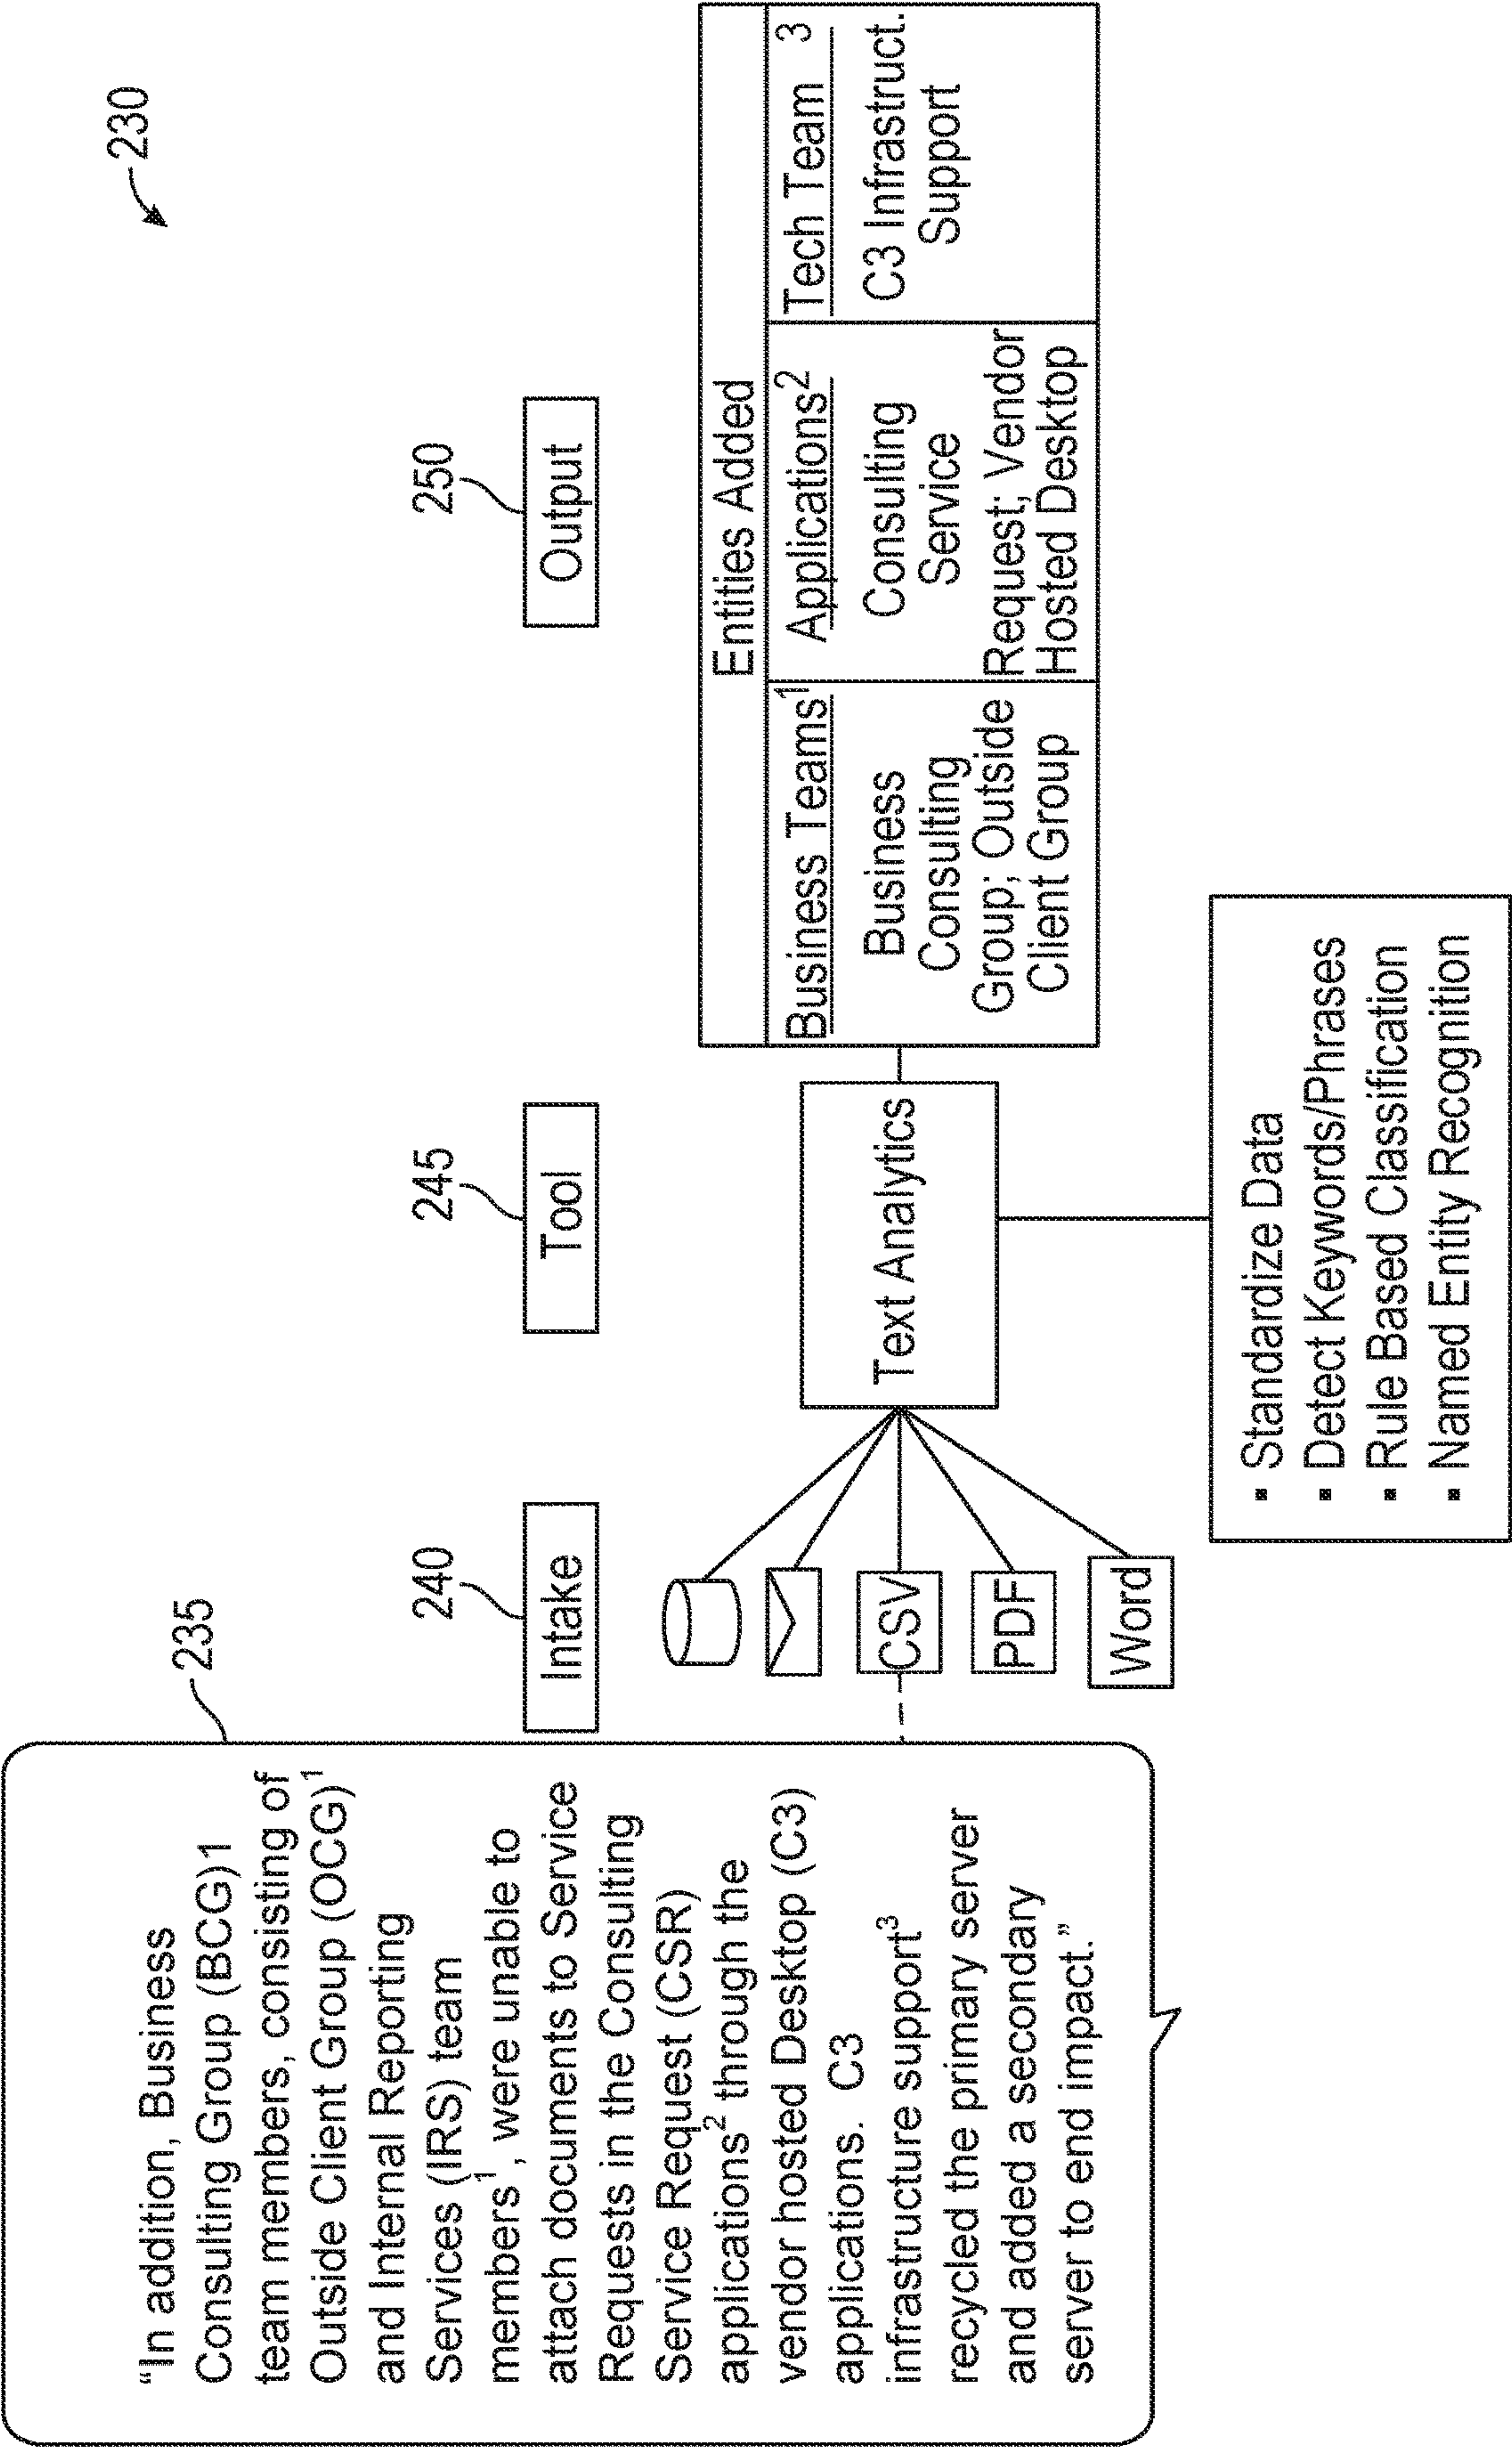 230
235
“In addition, Business
Consulting Group (BCG)1
team members, consisting of
Outside Client Group (OCG)1
and Internal Reporting
Services (IRS) team
members1, were unable to
attach documents to Service
Requests in the Consulting
Service Request (CSR)
applications2 through the
vendor hosted Desktop (C3)
applications. C3
infrastructure support3
recycled the primary server
and added a secondary
server to end impact.”
240
Intake
CSV
PDF
Word
245
Tool
Text Analytics
▪ Standardize Data
▪ Detect Keywords/Phrases
▪ Rule Based Classification
▪ Named Entity Recognition
250
Output
Entities Added
Business Teams1
Business
Consulting
Group; Outside
Client Group
Applications2
Consulting
Service
Request; Vendor
Hosted Desktop
Tech Team 3
C3 Infrastruct.
Support